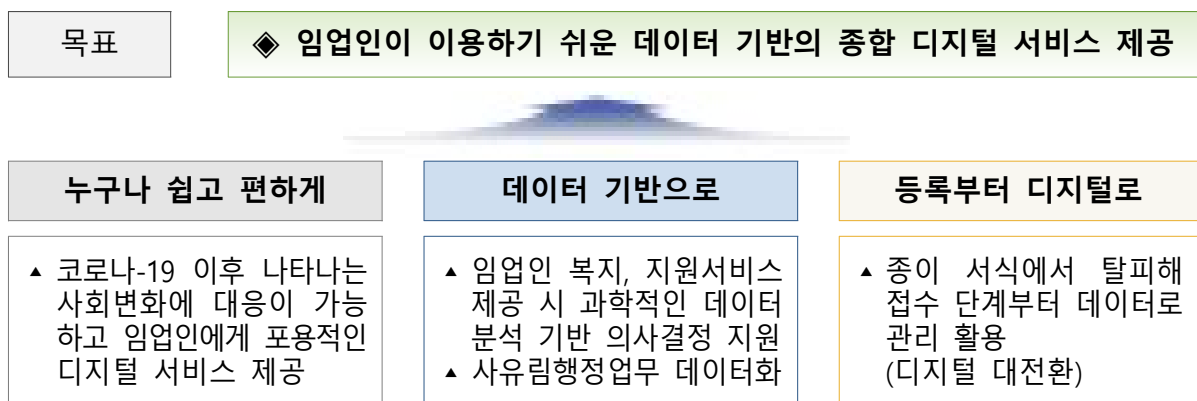 목표
◈ 임업인이 이용하기 쉬운 데이터 기반의 종합 디지털 서비스 제공
누구나 쉽고 편하게
▲ 코로나-19 이후 나타나는
사회변화에 대응이 가능
하고 임업인에게 포용적인
디지털 서비스 제공
데이터 기반으로
▲ 임업인 복지, 지원서비스
제공 시 과학적인 데이터
분석 기반 의사결정 지원
▲ 사유림행정업무 데이터화
등록부터 디지털로
▲ 종이 서식에서 탈피해
접수 단계부터 데이터로
관리 활용
(디지털 대전환)